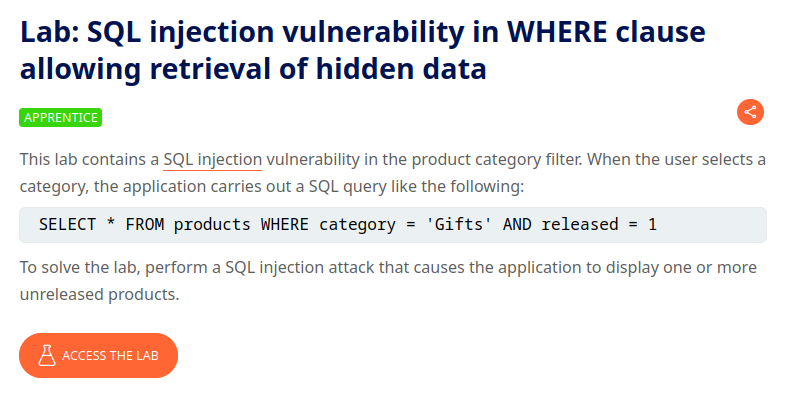 Lab: SQL injection vulnerability in WHERE clause
allowing retrieval of hidden data
APPRENTICE
This lab contains a SQL injection vulnerability in the product category filter. When the user selects a
category, the application carries out a SQL query like the following:
SELECT * FROM products WHERE category = 'Gifts' AND released = 1
To solve the lab, perform a SQL injection attack that causes the application to display one or more
unreleased products.
ACCESS THE LAB